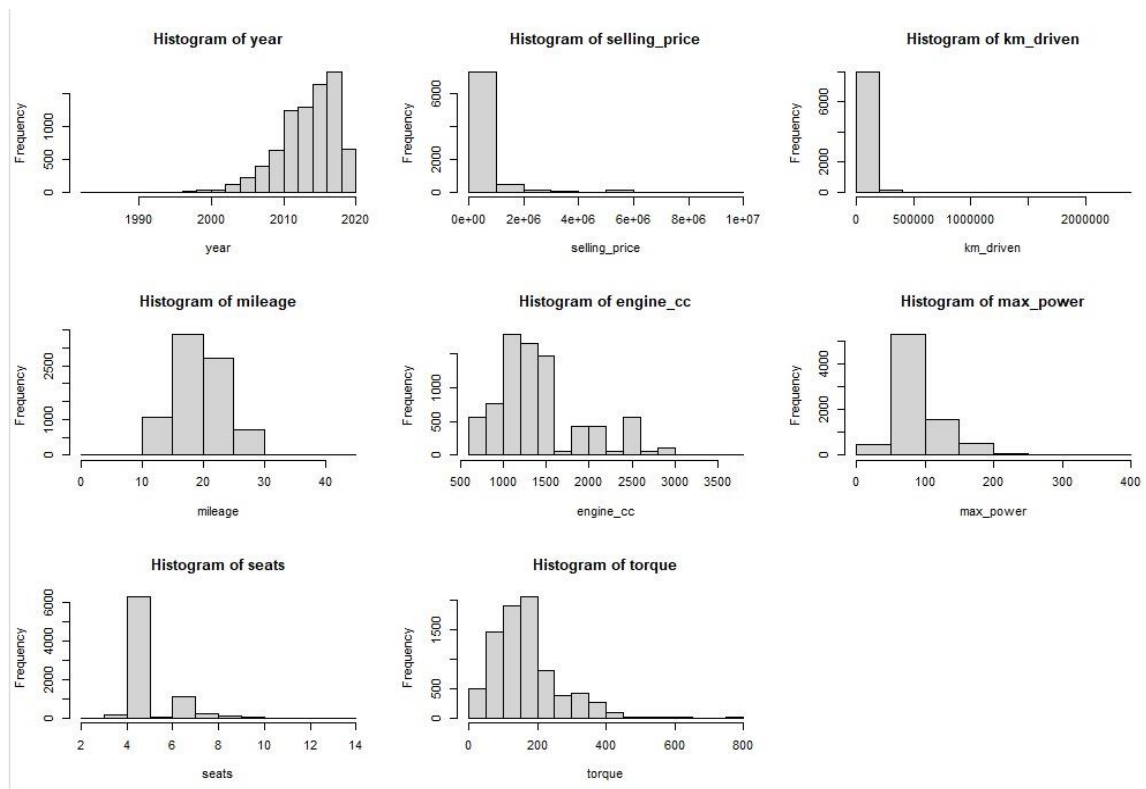 Histogram of year
Frequency
0 500 1000
1990 2000 2010 2020
year
Histogram of selling_price
Frequency
0 2000 6000
0e+00 2e+06 4e+06 6e+06 8e+06 1e+07
selling_price
Histogram of km_driven
Frequency
0 2000 6000
0 500000 1000000 2000000
km_driven
Histogram of mileage
Frequency
0 1000 2500
0 10 20 30 40
mileage
Histogram of engine_cc
Frequency
0 500 1000
500 1000 1500 2000 2500 3000 3500
engine_cc
Histogram of max_power
Frequency
0 2000 4000
0 100 200 300 400
max_power
Histogram of seats
Frequency
0 2000 4000 6000
2 4 6 8 10 12 14
seats
Histogram of torque
Frequency
0 500 1500
0 200 400 600 800
torque